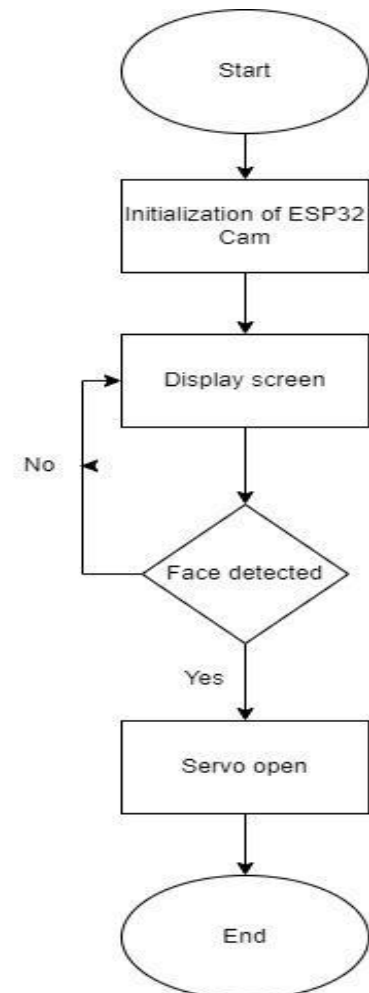 Start
Initialization of ESP32
Cam
Display screen
No
Face detected
Yes
Servo open
End